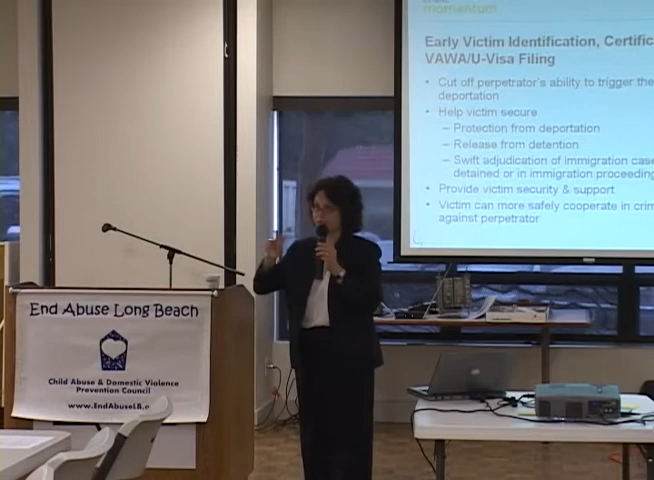 momentum
Early Victim Identification, Certific
VAWA/U-Visa Filing
• Cut off perpetrator's ability to trigger the
deportation
• Help victim secure
– Protection from deportation
– Release from detention
– Swift adjudication of immigration case
detained or in immigration proceeding
• Provide victim security & support
• Victim can more safely cooperate in crim
against perpetrator
End Abuse Long Beach
Child Abuse & Domestic Violence
Prevention Council
www.EndAbuseLB.o